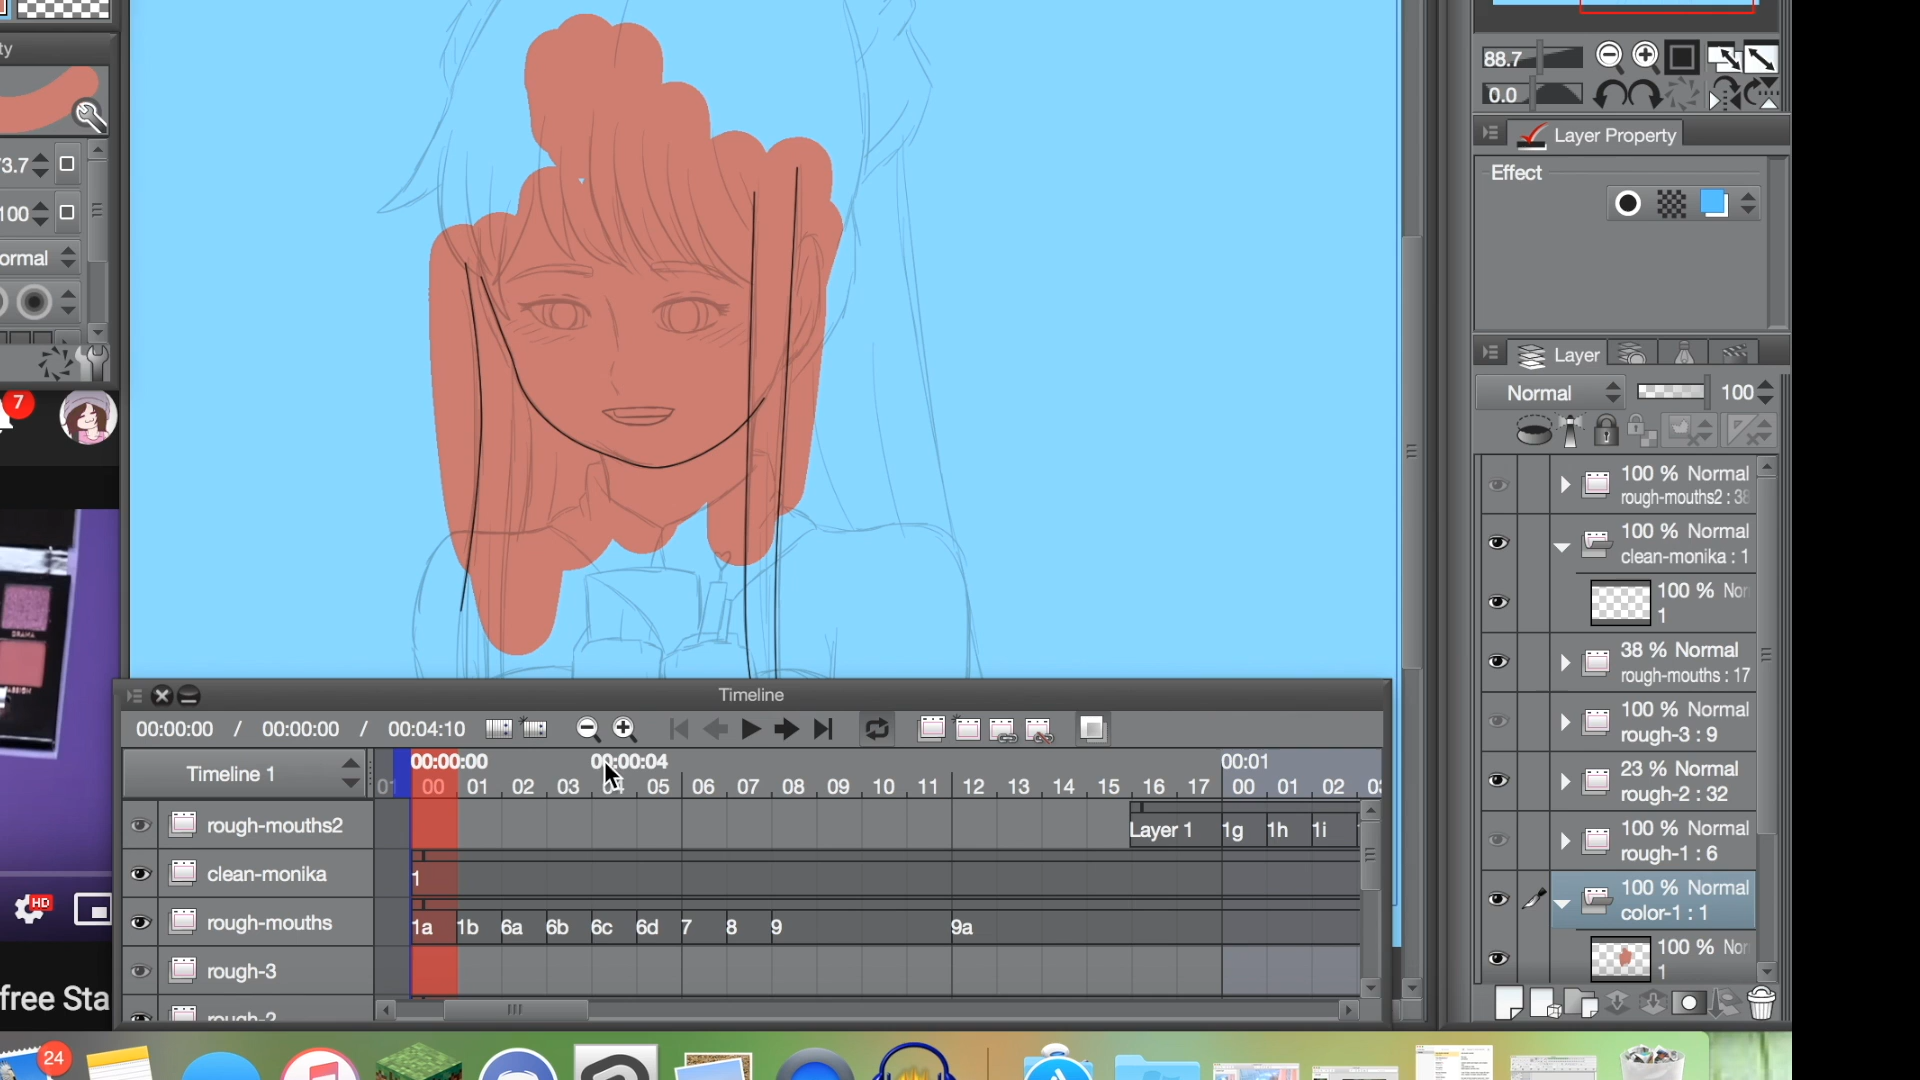 ty
88.7
0.0
Layer Property
Effect
3.7
100
ormal
Layer
Normal 100
100 % Normal
rough-mouths2 : 38
100 % Normal
clean-monika : 1
100 % Nor
1
38 % Normal
rough-mouths : 17
100 % Normal
rough-3 : 9
23 % Normal
rough-2 : 32
100 % Normal
rough-1 : 6
100 % Normal
color-1 : 1
100 % Nor
1
7
DRAMA
HD
free Sta
Timeline
00:00:00 / 00:00:00 / 00:04:10
Timeline 1
00:00:00 00:00:04 00:01
01 00 01 02 03 04 05 06 07 08 09 10 11 12 13 14 15 16 17 00 01 02 03
rough-mouths2 Layer 1 1g 1h 1i
clean-monika 1
rough-mouths 1a 1b 6a 6b 6c 6d 7 8 9 9a
rough-3
rough-2
24